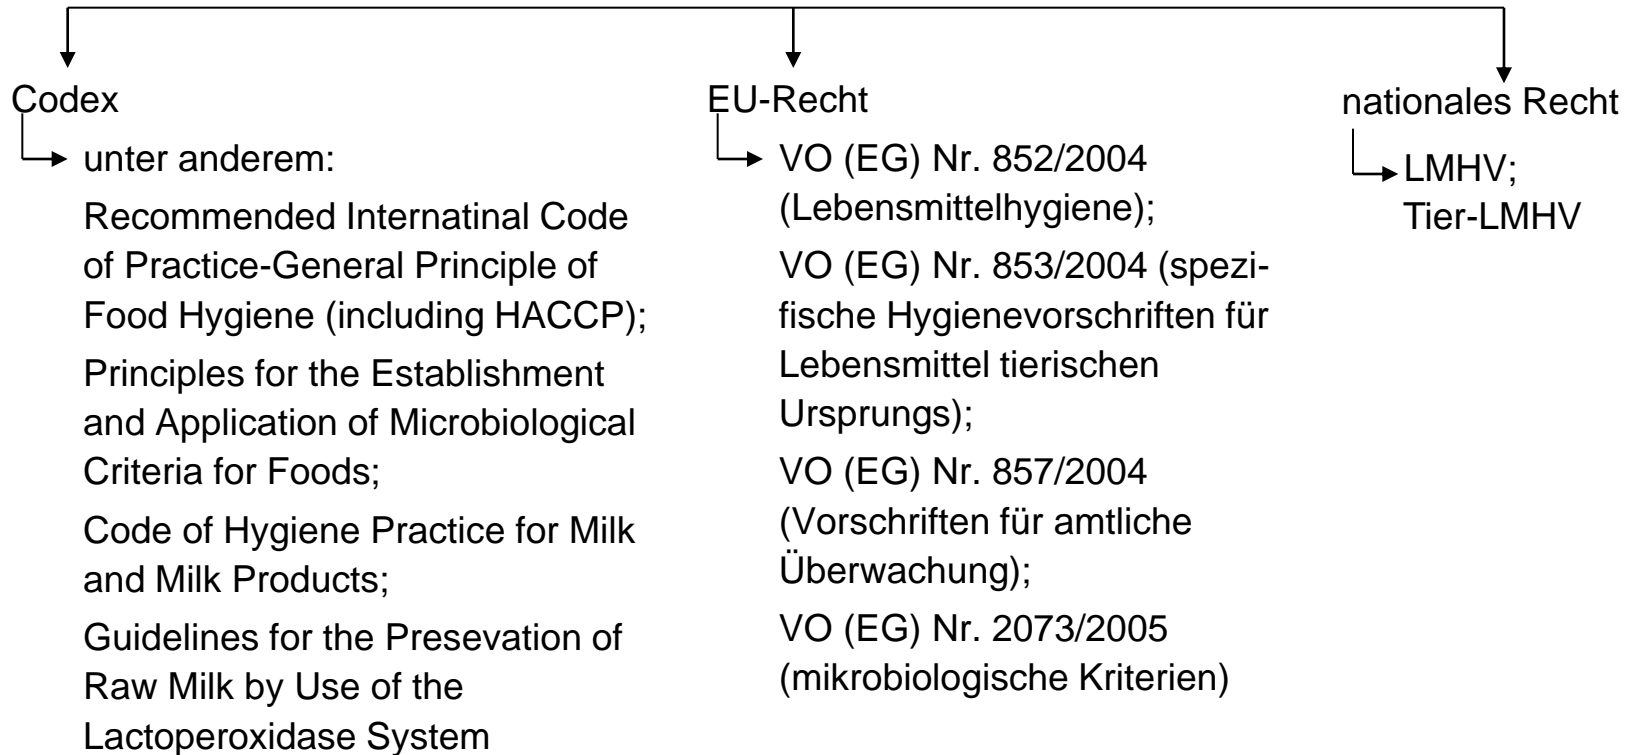 Codex
unter anderem:
Recommended Internatinal Code
of Practice-General Principle of
Food Hygiene (including HACCP);
Principles for the Establishment
and Application of Microbiological
Criteria for Foods;
Code of Hygiene Practice for Milk
and Milk Products;
Guidelines for the Presevation of
Raw Milk by Use of the
Lactoperoxidase System
EU-Recht
VO (EG) Nr. 852/2004
(Lebensmittelhygiene);
VO (EG) Nr. 853/2004 (spezi-
fische Hygienevorschriften für
Lebensmittel tierischen
Ursprungs);
VO (EG) Nr. 857/2004
(Vorschriften für amtliche
Überwachung);
VO (EG) Nr. 2073/2005
(mikrobiologische Kriterien)
nationales Recht
LMHV;
Tier-LMHV